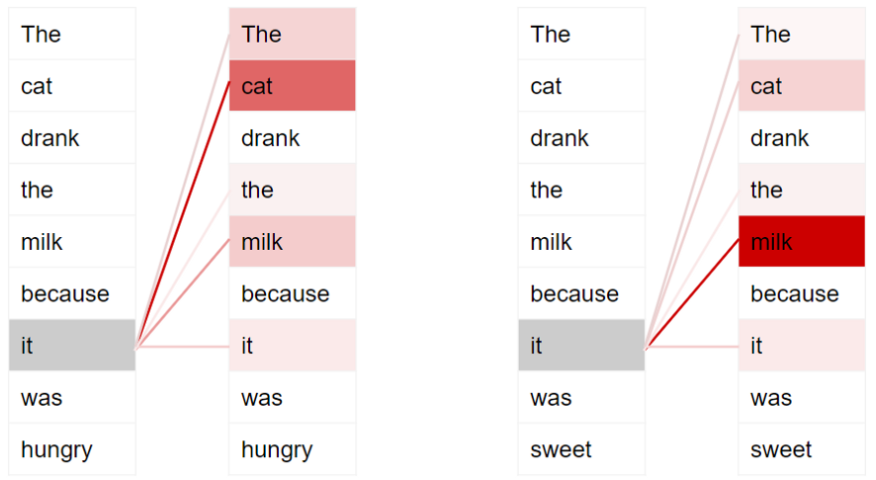 The The The The
cat cat cat cat
drank drank drank drank
the the the the
milk milk milk milk
because because because because
it it it it
was was was was
hungry hungry sweet sweet